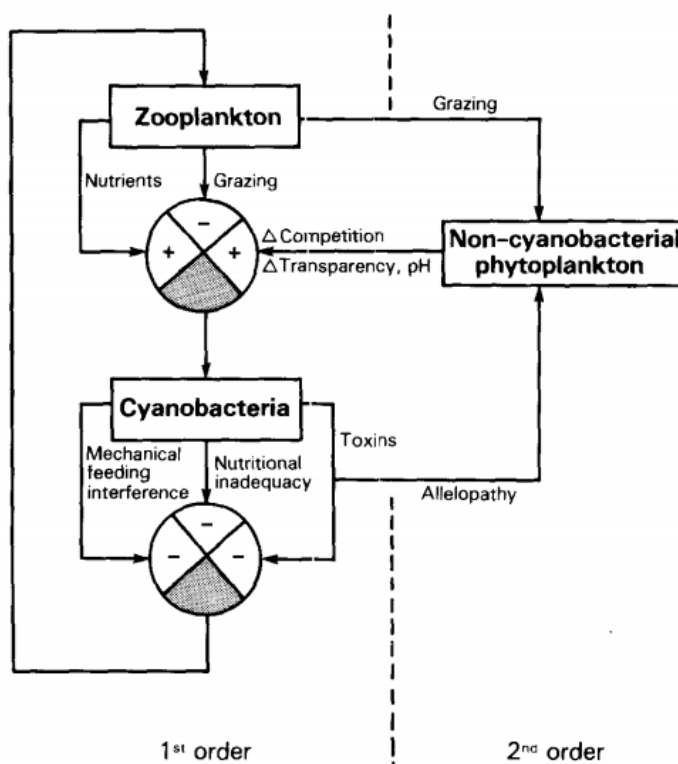 Zooplankton
Grazing
Nutrients
Grazing
−
+
+
△ Competition
△ Transparency, pH
Non-cyanobacterial
phytoplankton
Cyanobacteria
Mechanical
feeding
interference
Nutritional
inadequacy
Toxins
Allelopathy
−
−
−
1st order
2nd order